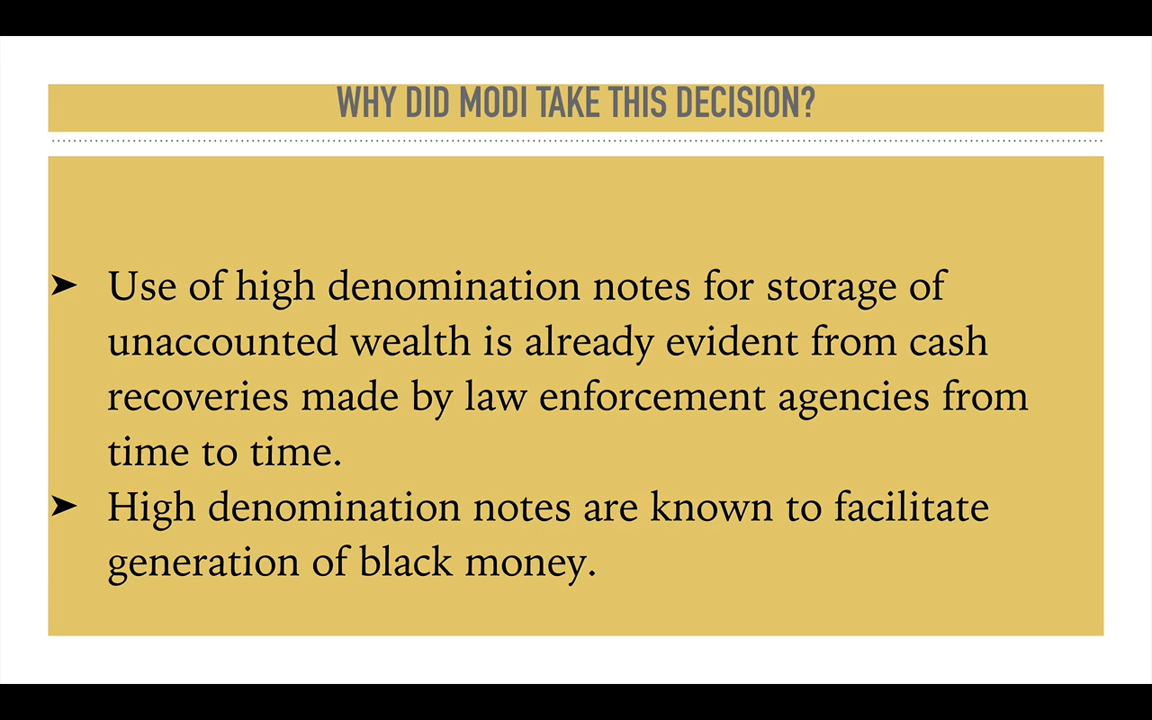 WHY DID MODI TAKE THIS DECISION?
➤ Use of high denomination notes for storage of
unaccounted wealth is already evident from cash
recoveries made by law enforcement agencies from
time to time.
➤ High denomination notes are known to facilitate
generation of black money.